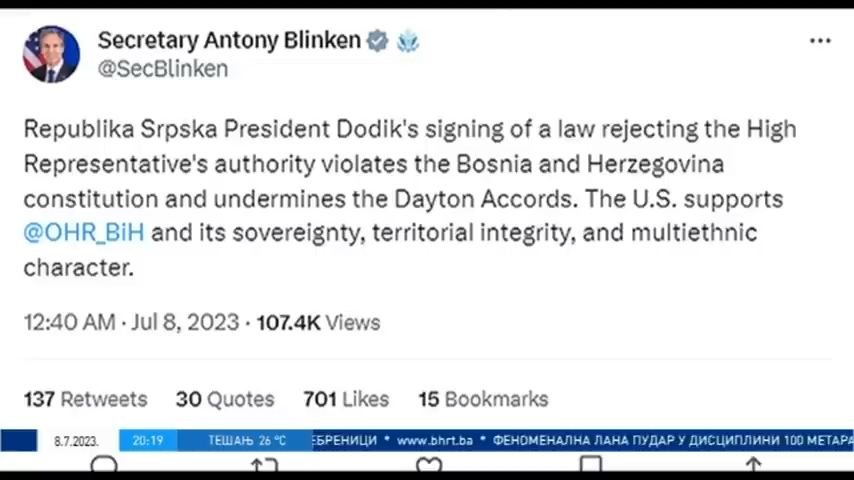 Secretary Antony Blinken
@SecBlinken
Republika Srpska President Dodik's signing of a law rejecting the High
Representative's authority violates the Bosnia and Herzegovina
constitution and undermines the Dayton Accords. The U.S. supports
@OHR_BiH and its sovereignty, territorial integrity, and multiethnic
character.
12:40 AM · Jul 8, 2023 · 107.4K Views
137 Retweets 30 Quotes 701 Likes 15 Bookmarks
8.7.2023. 20:19 ТЕШАЊ 26 °C ЕБРЕНИЦИ * www.bhrt.ba * ФЕНОМЕНАЛНА ЛАНА ПУДАР У ДИСЦИПЛИНИ 100 МЕТАРА